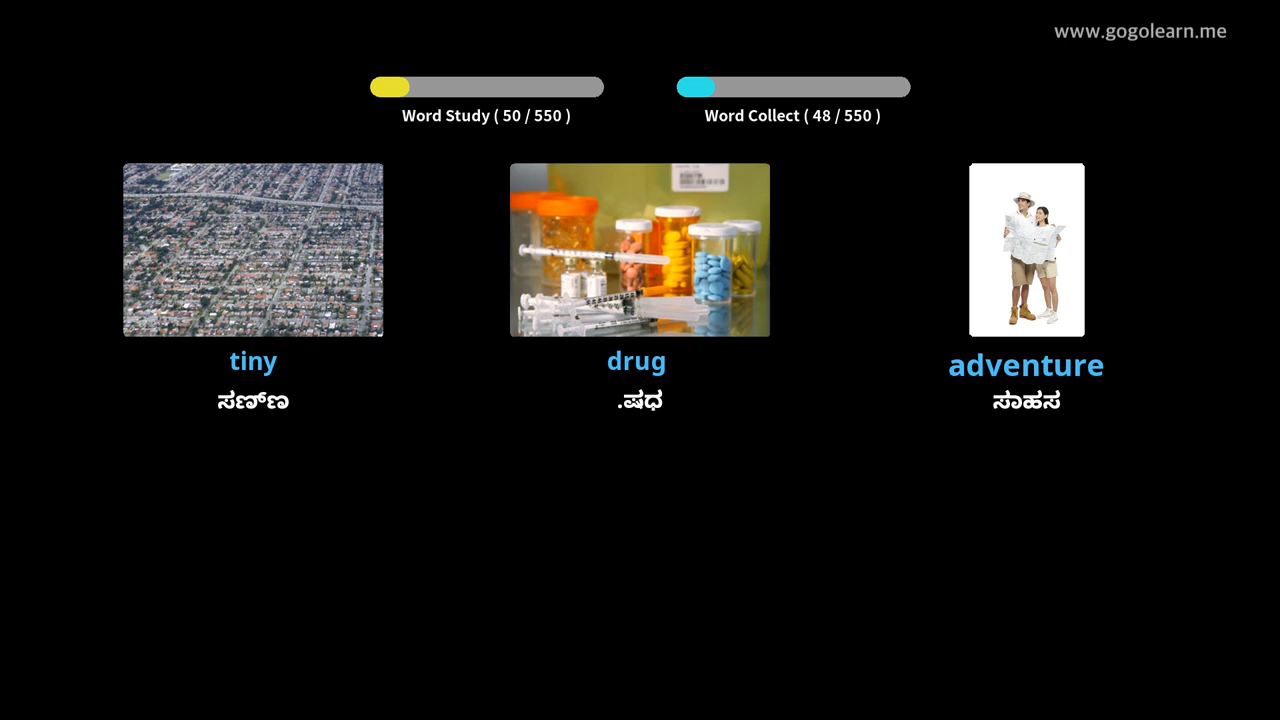 www.gogolearn.me
Word Study ( 50 / 550 )
Word Collect ( 48 / 550 )
tiny
drug
adventure
ಸಣ್ಣ
.ಷಧ
ಸಾಹಸ